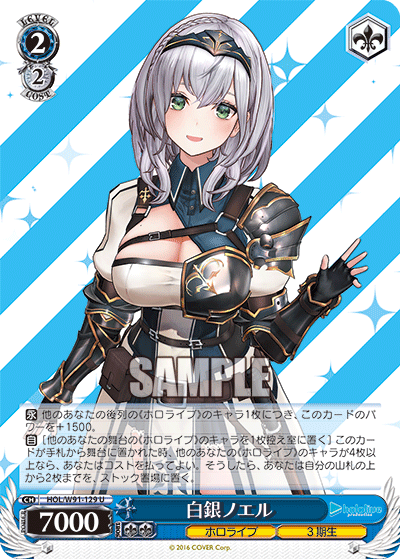 LEVEL
2
2
COST
SAMPLE
永 他のあなたの後列の《ホロライブ》のキャラ1枚につき、このカードのパ
ワーを＋1500。
自 ［他のあなたの舞台の《ホロライブ》のキャラを1枚控え室に置く］ このカー
ドが手札から舞台に置かれた時、他のあなたの《ホロライブ》のキャラが4枚以
上なら、あなたはコストを払ってよい。そうしたら、あなたは自分の山札の上
から2枚までを、ストック置場に置く。
CH HOL/W91-129 U
白銀ノエル
hololive
production
POWER
7000
ホロライブ
3期生
©2016 COVER Corp.